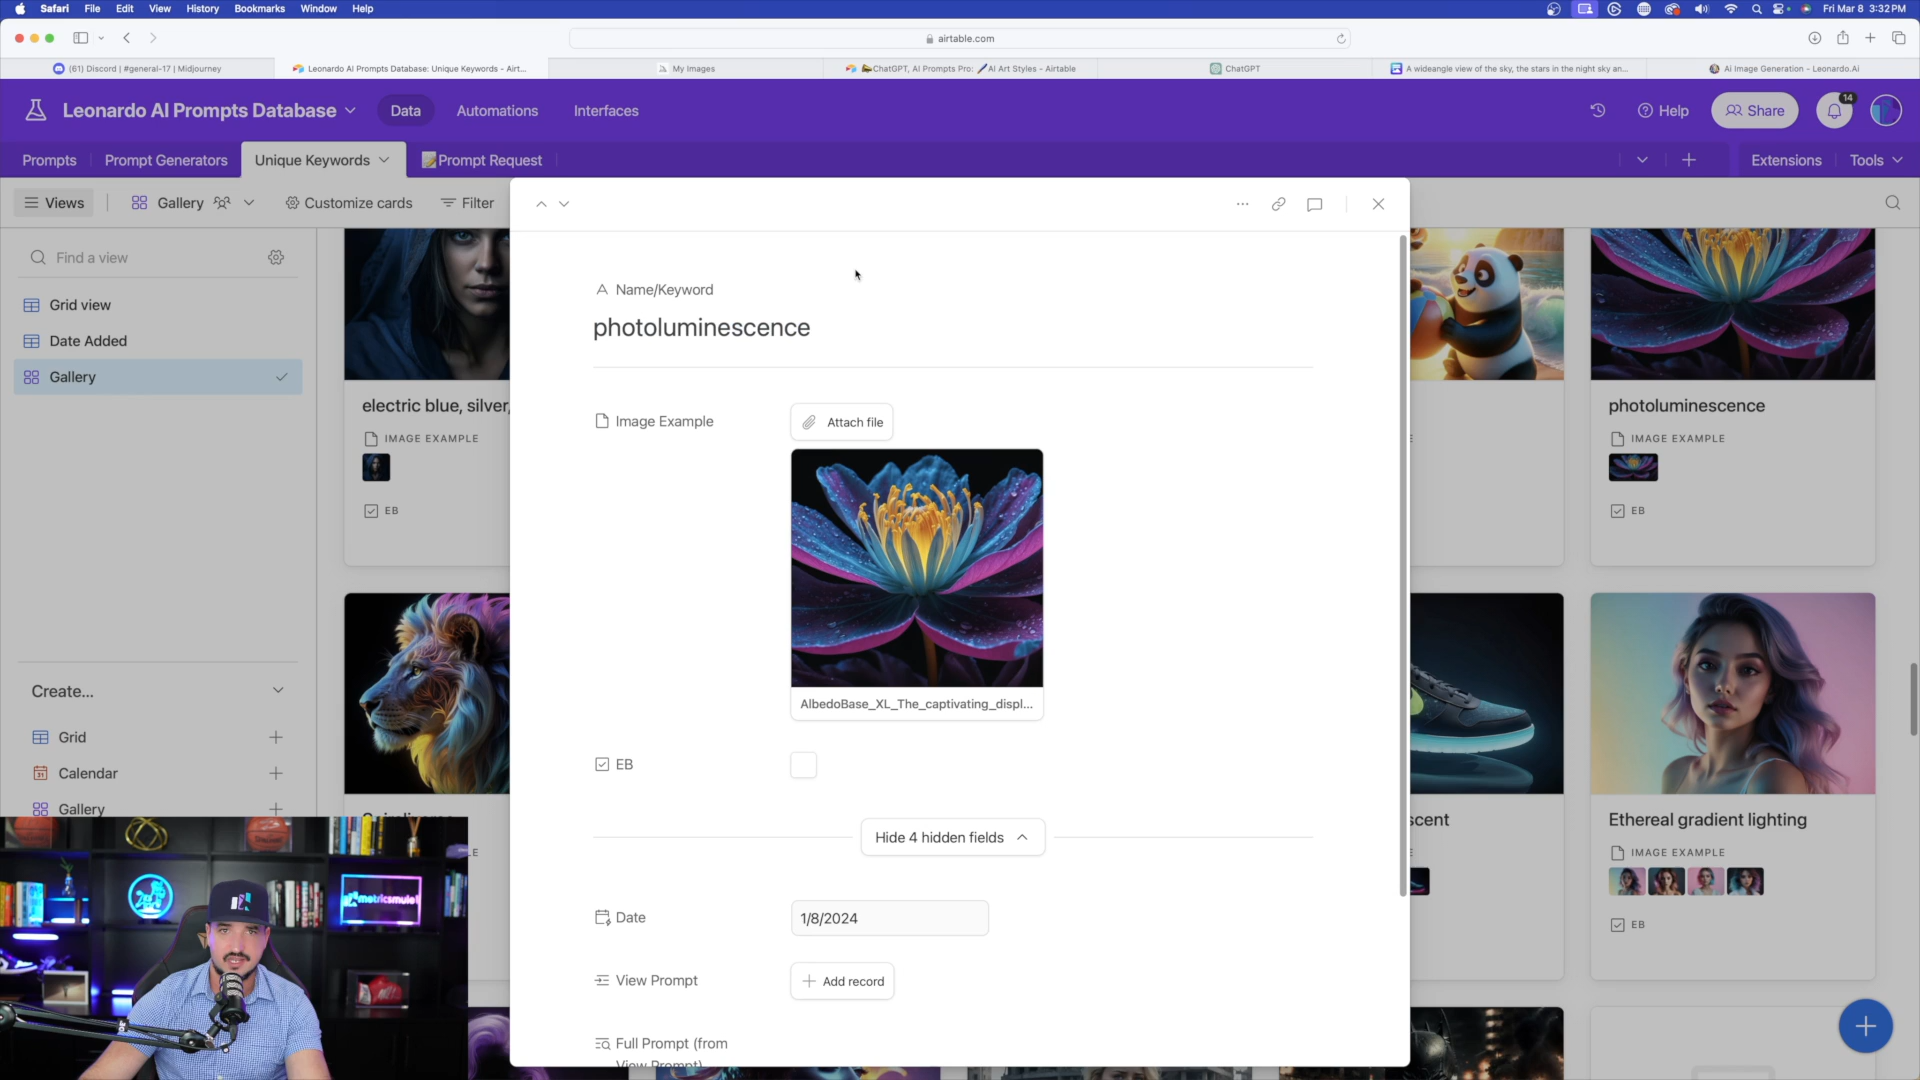 Safari File Edit View History Bookmarks Window Help Fri Mar 8 3:32 PM
airtable.com
(61) Discord | #general-17 | Midjourney
Leonardo AI Prompts Database: Unique Keywords - Airt...
My Images
ChatGPT, AI Prompts Pro: AI Art Styles - Airtable
ChatGPT
A wideangle view of the sky, the stars in the night sky an...
AI Image Generation - Leonardo.Ai
Leonardo AI Prompts Database
Data
Automations
Interfaces
Help
Share
14
Prompts
Prompt Generators
Unique Keywords
Prompt Request
Extensions
Tools
Views
Gallery
Customize cards
Filter
Find a view
Grid view
Date Added
Gallery
Create...
Grid
Calendar
Gallery
electric blue, silver,
IMAGE EXAMPLE
EB
Name/Keyword
photoluminescence
Image Example
Attach file
AlbedoBase_XL_The_captivating_displ...
EB
Hide 4 hidden fields
Date
1/8/2024
View Prompt
Add record
Full Prompt (from
View Prompt)
photoluminescence
IMAGE EXAMPLE
EB
scent
Ethereal gradient lighting
IMAGE EXAMPLE
EB
metricsmule